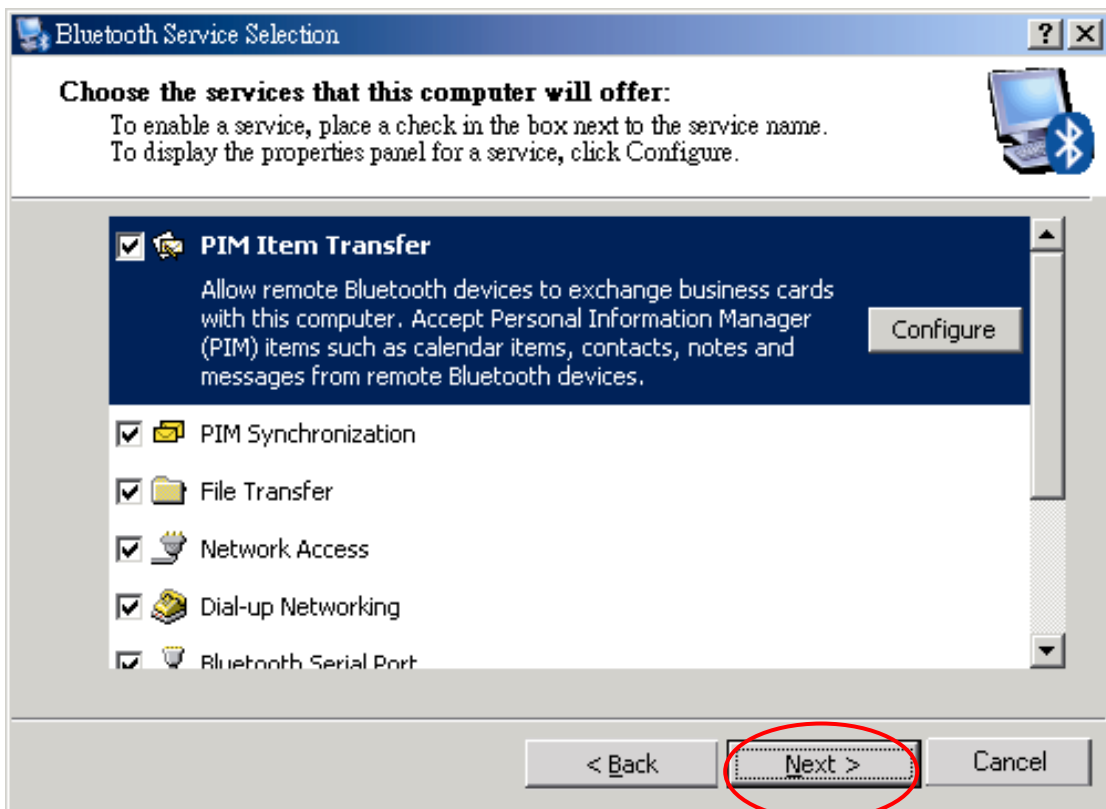 Bluetooth Service Selection
Choose the services that this computer will offer:
To enable a service, place a check in the box next to the service name.
To display the properties panel for a service, click Configure.
PIM Item Transfer
Allow remote Bluetooth devices to exchange business cards
with this computer. Accept Personal Information Manager
(PIM) items such as calendar items, contacts, notes and
messages from remote Bluetooth devices.
Configure
PIM Synchronization
File Transfer
Network Access
Dial-up Networking
Bluetooth Serial Port
< Back
Next >
Cancel